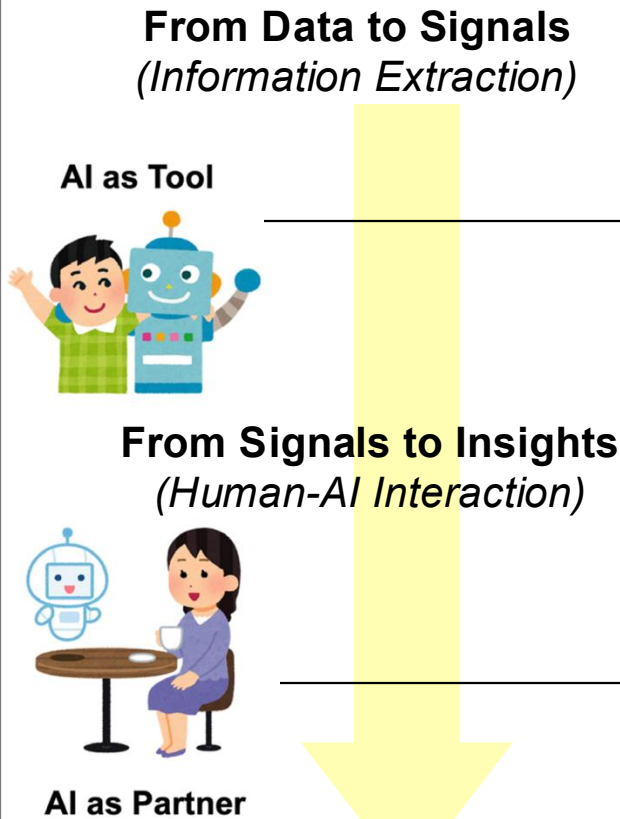 From Data to Signals
(Information Extraction)
AI as Tool
From Signals to Insights
(Human-AI Interaction)
AI as Partner